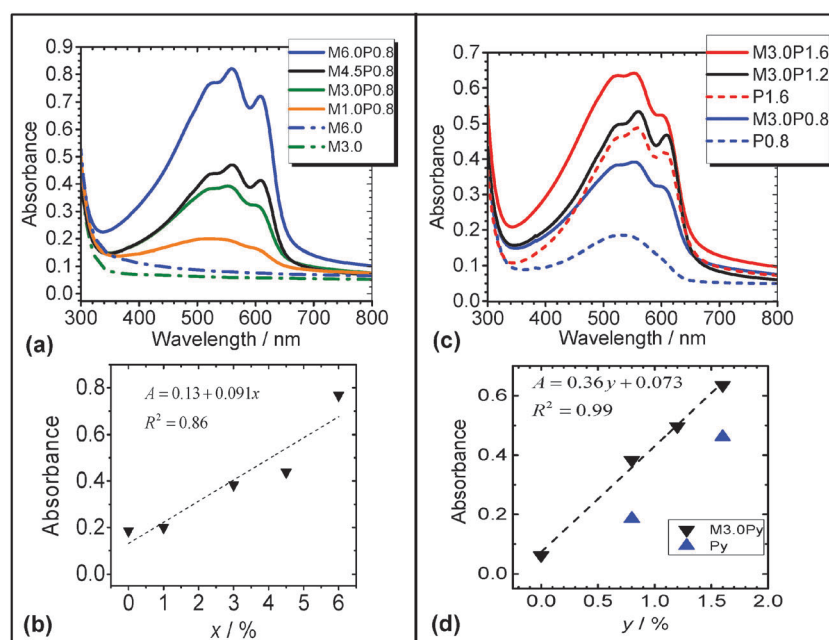 0.9
0.8
0.7
0.6
0.5
0.4
0.3
0.2
0.1
0.0
Absorbance
M6.0P0.8
M4.5P0.8
M3.0P0.8
M1.0P0.8
M6.0
M3.0
300 400 500 600 700 800
Wavelength / nm
(a)
0.7
0.6
0.5
0.4
0.3
0.2
0.1
0.0
Absorbance
M3.0P1.6
M3.0P1.2
P1.6
M3.0P0.8
P0.8
300 400 500 600 700 800
Wavelength / nm
(c)
A = 0.13 + 0.091x
R² = 0.86
0.8
0.6
0.4
0.2
0.0
Absorbance
0 1 2 3 4 5 6
x / %
(b)
A = 0.36y + 0.073
R² = 0.99
0.6
0.4
0.2
0.0
Absorbance
M3.0Py
Py
0.0 0.5 1.0 1.5 2.0
y / %
(d)